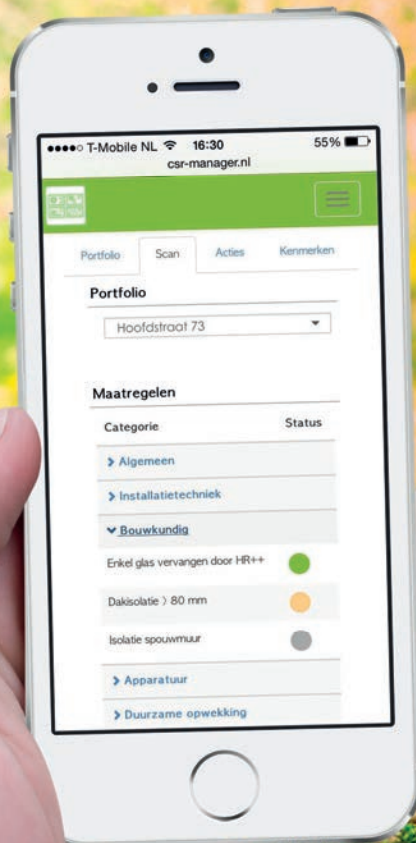 T-Mobile NL 16:30 55%
csr-manager.nl
Portfolio Scan Acties Kenmerken
Portfolio
Hoofdstraat 73
Maatregelen
Categorie Status
> Algemeen
> Installatietechniek
Bouwkundig
Enkel glas vervangen door HR++
Dakisolatie > 80 mm
Isolatie spouwmuur
> Apparatuur
> Duurzame opwekking